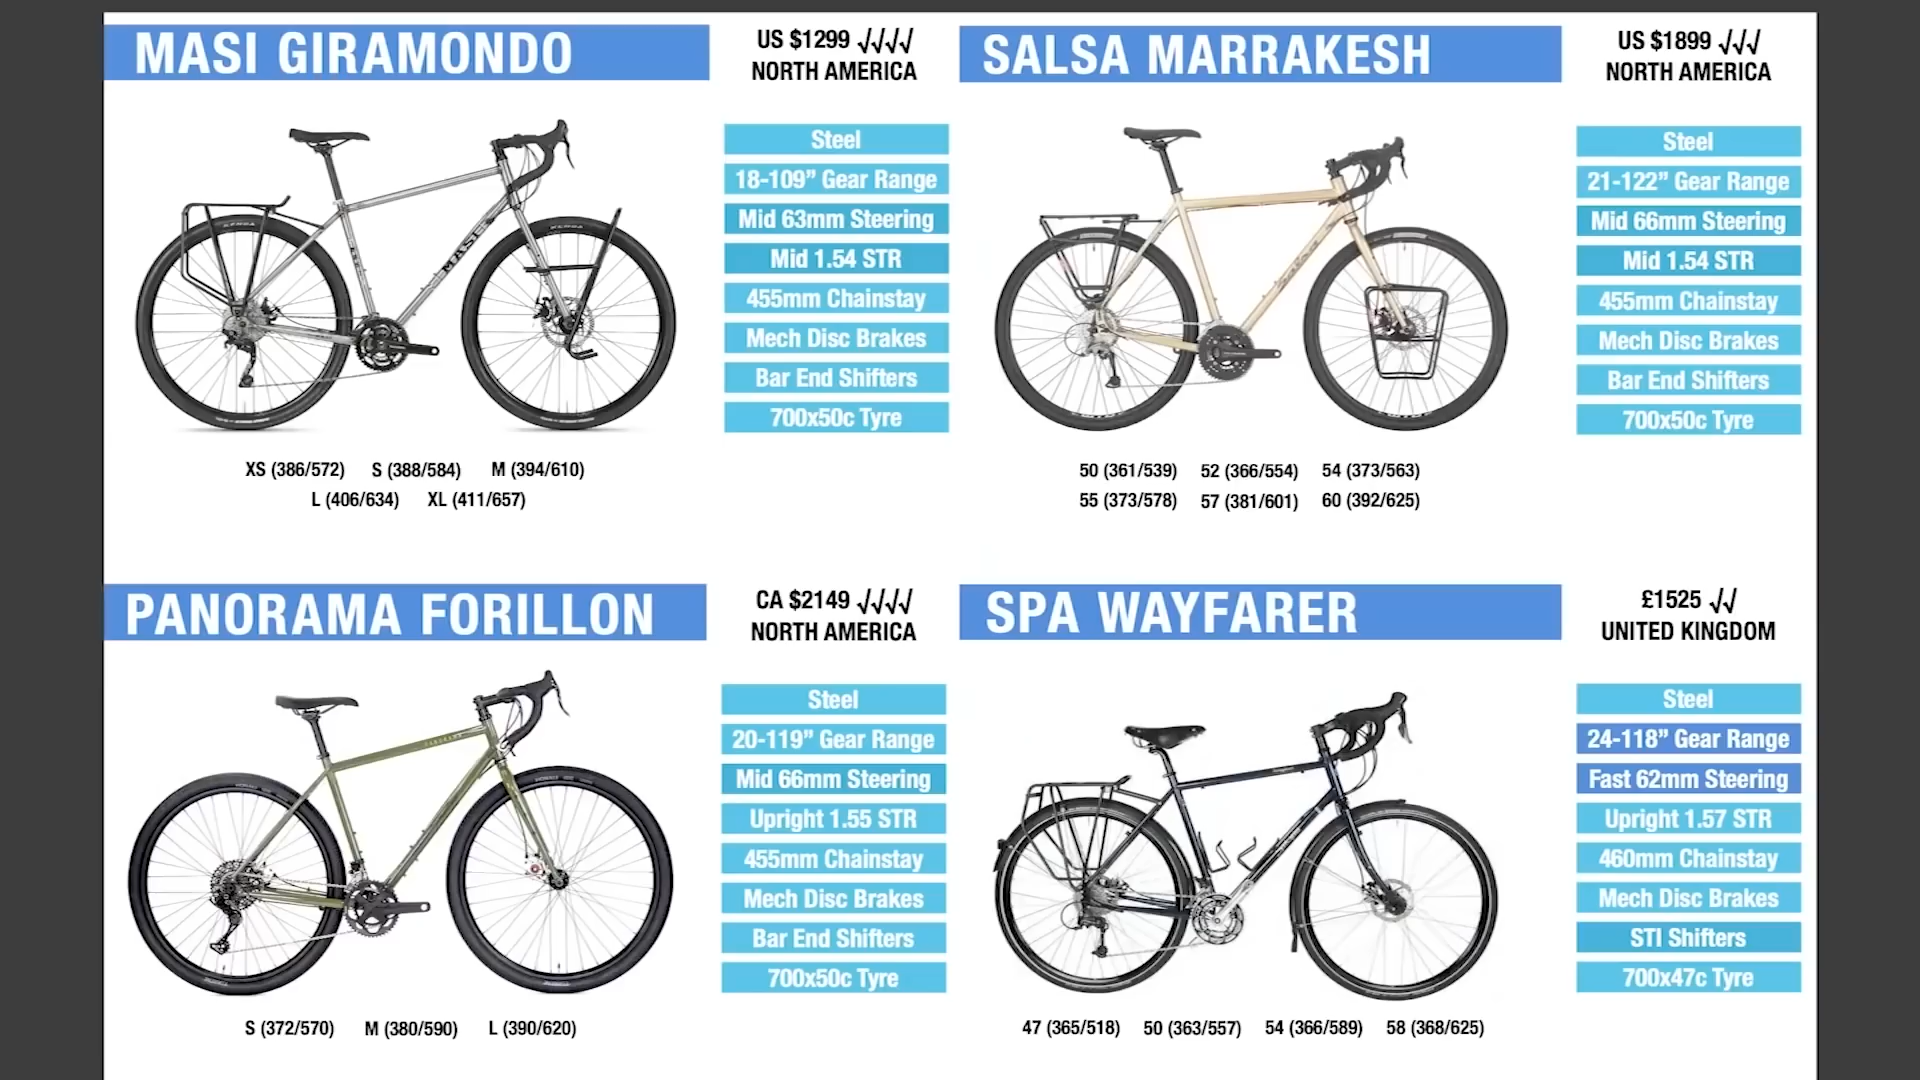 MASI GIRAMONDO
US $1299 √√√√
NORTH AMERICA
Steel
18-109” Gear Range
Mid 63mm Steering
Mid 1.54 STR
455mm Chainstay
Mech Disc Brakes
Bar End Shifters
700x50c Tyre
MASI
XS (386/572) S (388/584) M (394/610)
L (406/634) XL (411/657)
SALSA MARRAKESH
US $1899 √√√
NORTH AMERICA
Steel
21-122” Gear Range
Mid 66mm Steering
Mid 1.54 STR
455mm Chainstay
Mech Disc Brakes
Bar End Shifters
700x50c Tyre
50 (361/539) 52 (366/554) 54 (373/563)
55 (373/578) 57 (381/601) 60 (392/625)
PANORAMA FORILLON
CA $2149 √√√√
NORTH AMERICA
Steel
20-119” Gear Range
Mid 66mm Steering
Upright 1.55 STR
455mm Chainstay
Mech Disc Brakes
Bar End Shifters
700x50c Tyre
S (372/570) M (380/590) L (390/620)
SPA WAYFARER
£1525 √√
UNITED KINGDOM
Steel
24-118” Gear Range
Fast 62mm Steering
Upright 1.57 STR
460mm Chainstay
Mech Disc Brakes
STI Shifters
700x47c Tyre
47 (365/518) 50 (363/557) 54 (366/589) 58 (368/625)